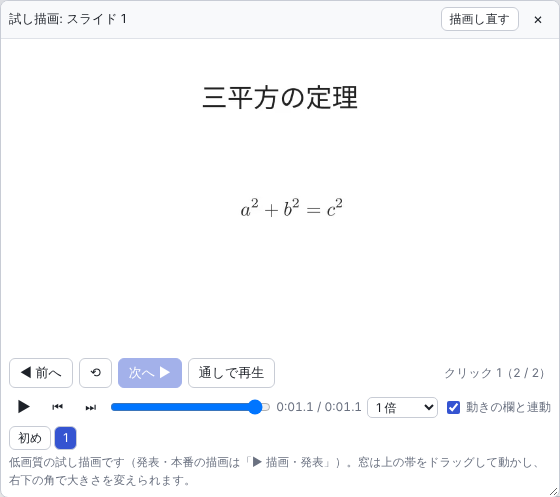 試し描画: スライド 1
描画し直す ×
三平方の定理
a² + b² = c²
◀ 前へ ⟲ 次へ ▶ 通しで再生 クリック 1（2 / 2）
▶ ⏮ ⏭ 0:01.1 / 0:01.1 1 倍 動きの欄と連動
初め 1
低画質の試し描画です（発表・本番の描画は「▶ 描画・発表」）。窓は上の帯をドラッグして動かし、
右下の角で大きさを変えられます。